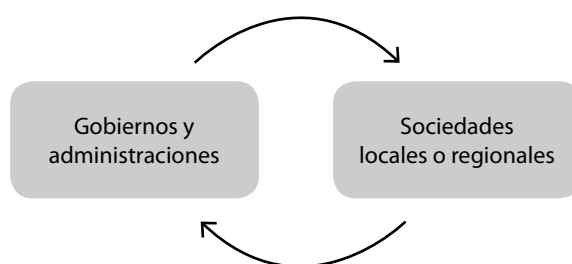 Gobiernos y
administraciones
Sociedades
locales o regionales